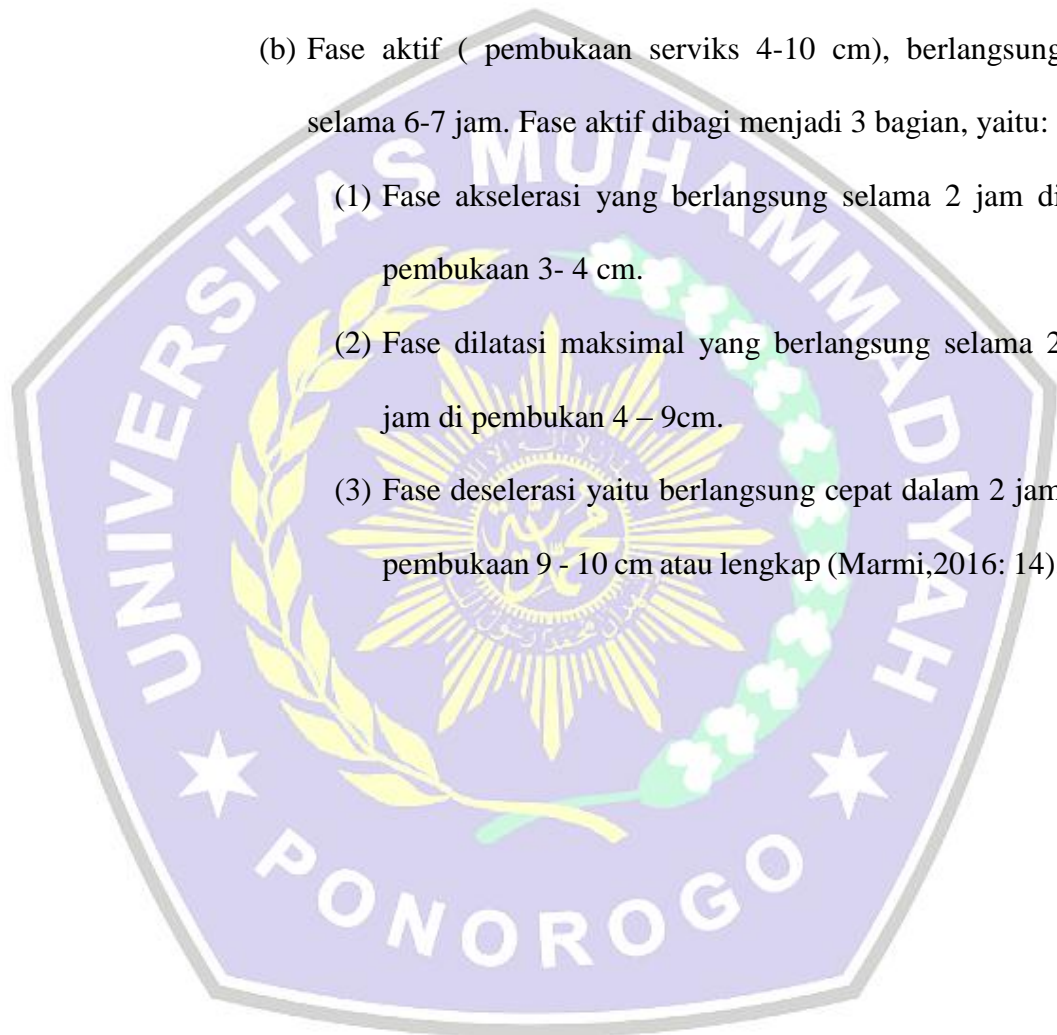 (b) Fase aktif ( pembukaan serviks 4-10 cm), berlangsung
selama 6-7 jam. Fase aktif dibagi menjadi 3 bagian, yaitu:
(1) Fase akselerasi yang berlangsung selama 2 jam di
pembukaan 3- 4 cm.
(2) Fase dilatasi maksimal yang berlangsung selama 2
jam di pembukan 4 – 9cm.
(3) Fase deselerasi yaitu berlangsung cepat dalam 2 jam
pembukaan 9 - 10 cm atau lengkap (Marmi,2016: 14)
UNIVERSITAS MUHAMMADIYAH
PONOROGO